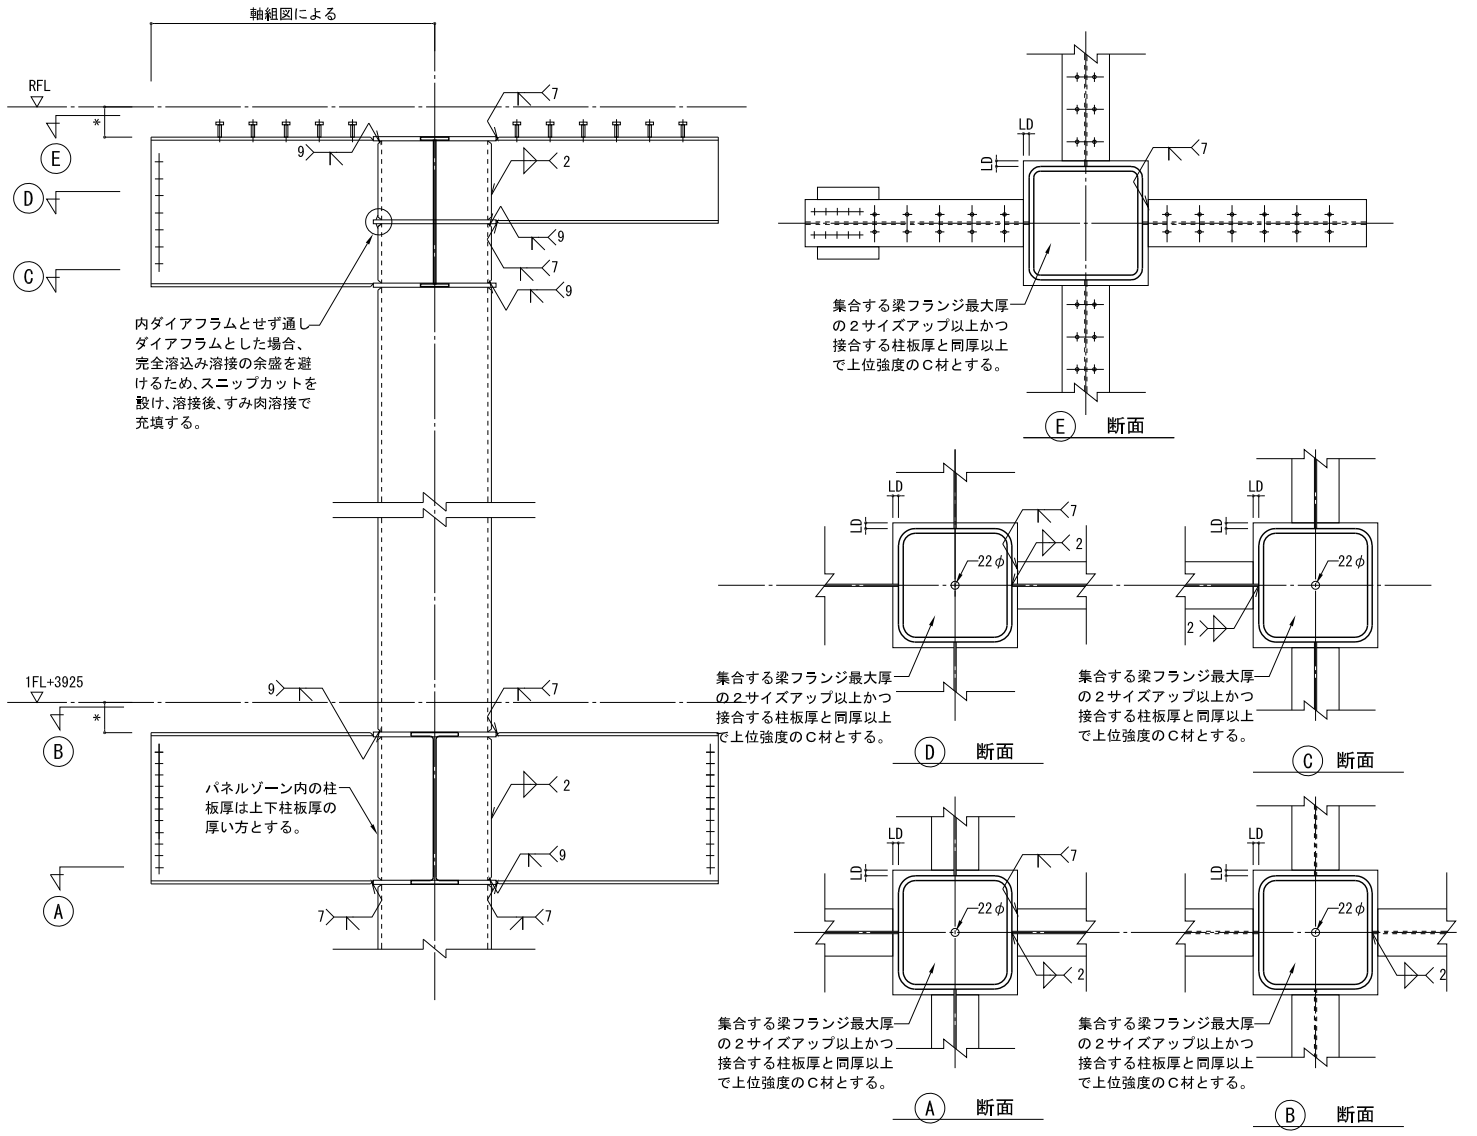 軸組図による
RFL
*
E
D
C
9
7
2
9
7
9
内ダイアフラムとせず通し
ダイアフラムとした場合、
完全溶込み溶接の余盛を避
けるため、スニップカットを
設け、溶接後、すみ肉溶接で
充填する。
1FL+3925
*
B
A
9
7
パネルゾーン内の柱
板厚は上下柱板厚の
厚い方とする。
2
9
7
7
LD
LD
7
集合する梁フランジ最大厚
の2サイズアップ以上かつ
接合する柱板厚と同厚以上
で上位強度のC材とする。
E 断面
LD
LD
7
2
22φ
集合する梁フランジ最大厚
の2サイズアップ以上かつ
接合する柱板厚と同厚以上
で上位強度のC材とする。
D 断面
LD
LD
22φ
2
集合する梁フランジ最大厚
の2サイズアップ以上かつ
接合する柱板厚と同厚以上
で上位強度のC材とする。
C 断面
LD
LD
7
22φ
2
集合する梁フランジ最大厚
の2サイズアップ以上かつ
接合する柱板厚と同厚以上
で上位強度のC材とする。
A 断面
LD
LD
22φ
2
集合する梁フランジ最大厚
の2サイズアップ以上かつ
接合する柱板厚と同厚以上
で上位強度のC材とする。
B 断面